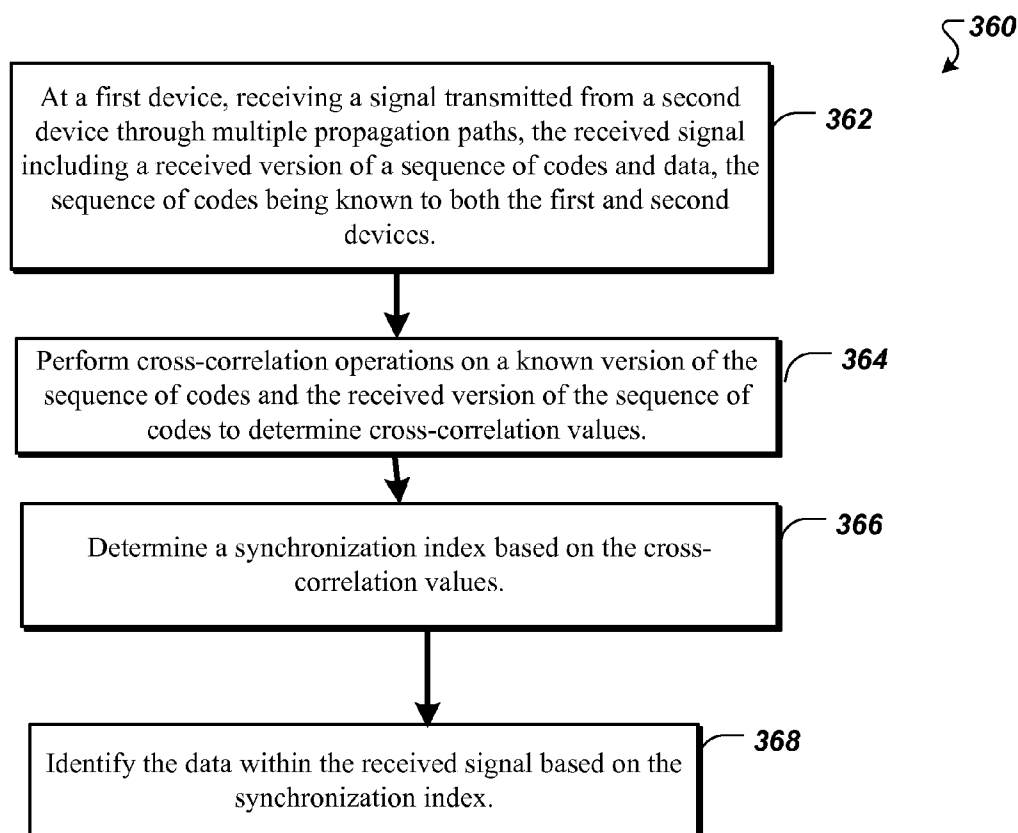 360
At a first device, receiving a signal transmitted from a second
device through multiple propagation paths, the received signal
including a received version of a sequence of codes and data, the
sequence of codes being known to both the first and second
devices.
362
Perform cross-correlation operations on a known version of the
sequence of codes and the received version of the sequence of
codes to determine cross-correlation values.
364
Determine a synchronization index based on the cross-
correlation values.
366
Identify the data within the received signal based on the
synchronization index.
368